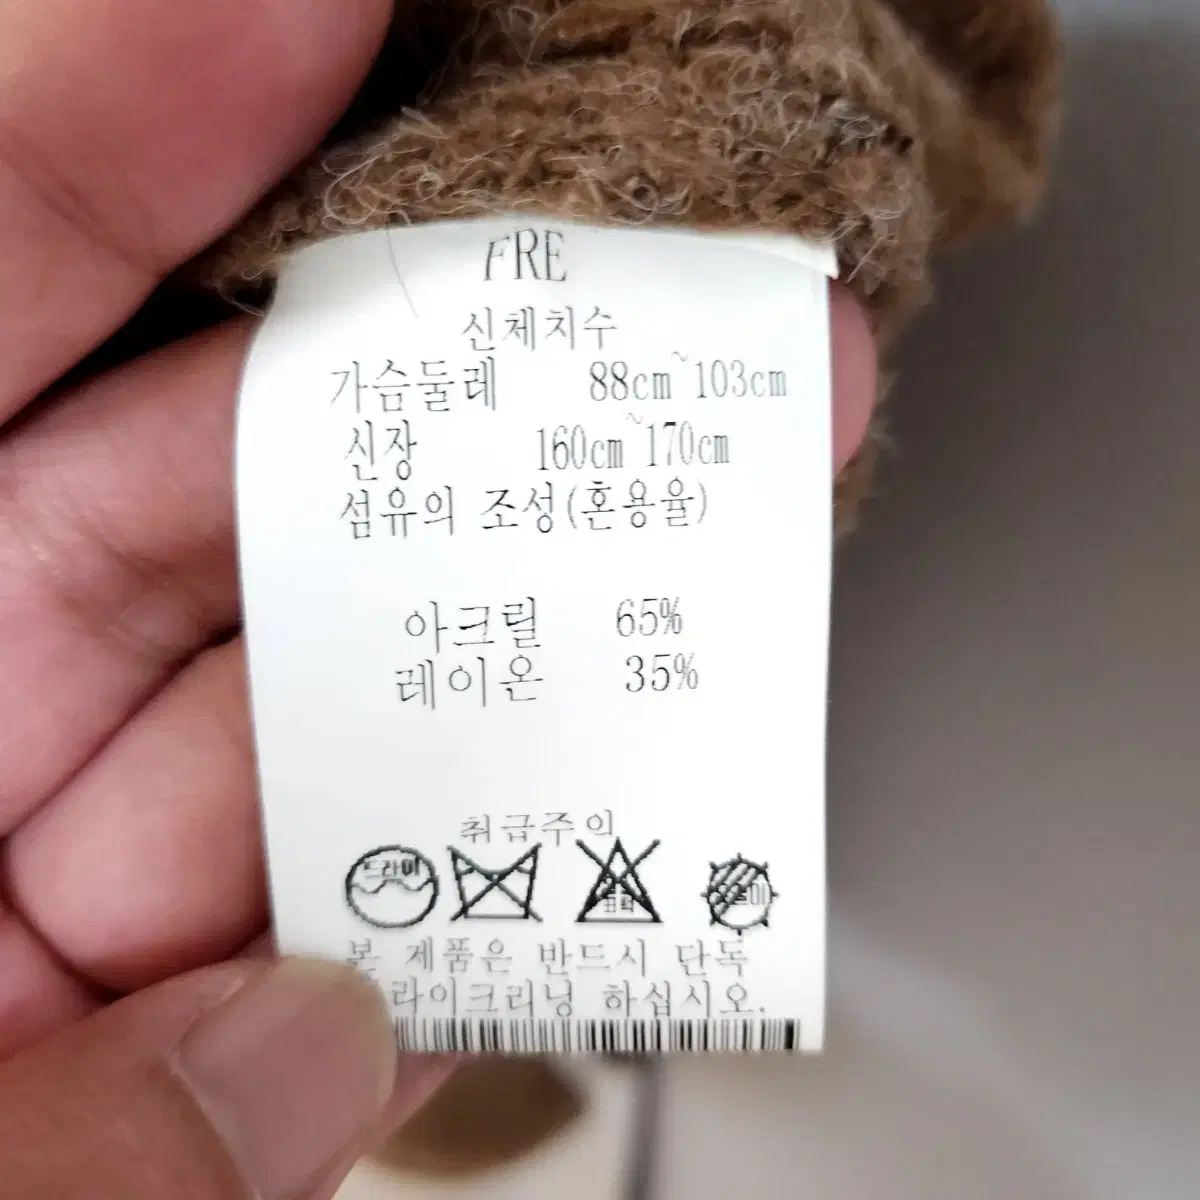 FRE
신체치수
가슴둘레 88cm~103cm
신장 160cm~170cm
섬유의 조성(혼용율)
아크릴 65%
레이온 35%
취급주의
드라이
본 제품은 반드시 단독
라이크리닝 하십시오.